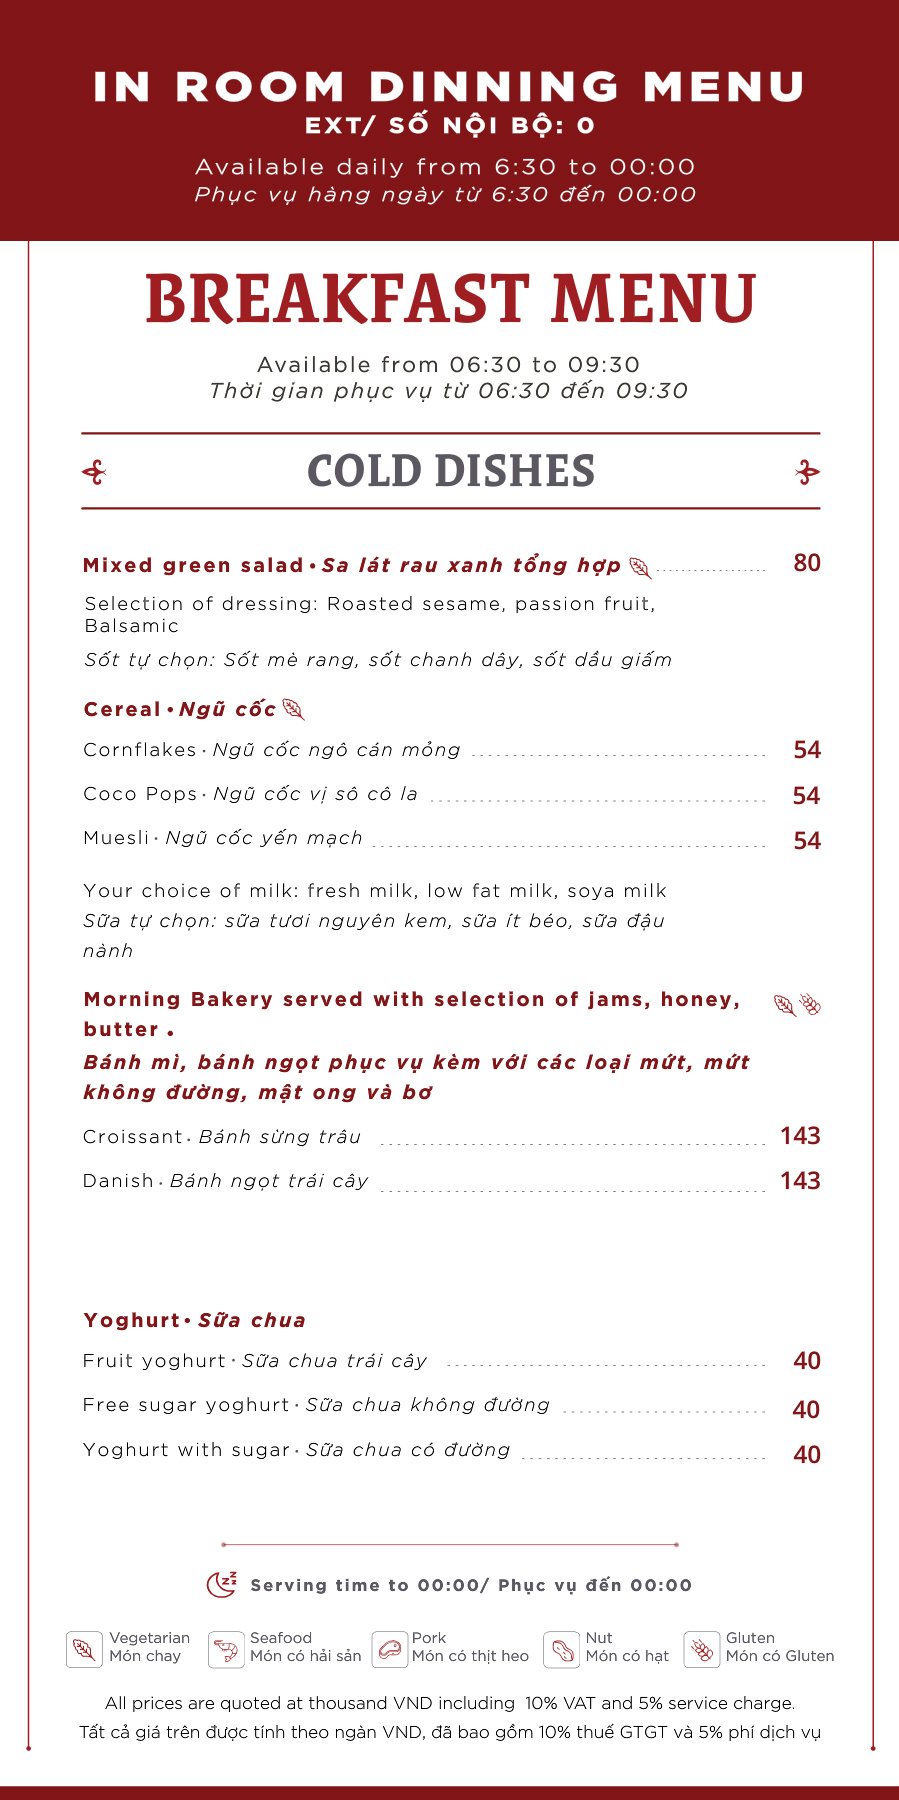 IN ROOM DINNING MENU
EXT/ SỐ NỘI BỘ: 0
Available daily from 6:30 to 00:00
Phục vụ hàng ngày từ 6:30 đến 00:00
BREAKFAST MENU
Available from 06:30 to 09:30
Thời gian phục vụ từ 06:30 đến 09:30
COLD DISHES
Mixed green salad • Sa lát rau xanh tổng hợp 80
Selection of dressing: Roasted sesame, passion fruit,
Balsamic
Sốt tự chọn: Sốt mè rang, sốt chanh dây, sốt dầu giấm
Cereal • Ngũ cốc
Cornflakes • Ngũ cốc ngô cán mỏng 54
Coco Pops • Ngũ cốc vị sô cô la 54
Muesli • Ngũ cốc yến mạch 54
Your choice of milk: fresh milk, low fat milk, soya milk
Sữa tự chọn: sữa tươi nguyên kem, sữa ít béo, sữa đậu
nành
Morning Bakery served with selection of jams, honey,
butter •
Bánh mì, bánh ngọt phục vụ kèm với các loại mứt, mứt
không đường, mật ong và bơ
Croissant • Bánh sừng trâu 143
Danish • Bánh ngọt trái cây 143
Yoghurt • Sữa chua
Fruit yoghurt • Sữa chua trái cây 40
Free sugar yoghurt • Sữa chua không đường 40
Yoghurt with sugar • Sữa chua có đường 40
Serving time to 00:00/ Phục vụ đến 00:00
Vegetarian Seafood Pork Nut Gluten
Món chay Món có hải sản Món có thịt heo Món có hạt Món có Gluten
All prices are quoted at thousand VND including 10% VAT and 5% service charge.
Tất cả giá trên được tính theo ngàn VND, đã bao gồm 10% thuế GTGT và 5% phí dịch vụ